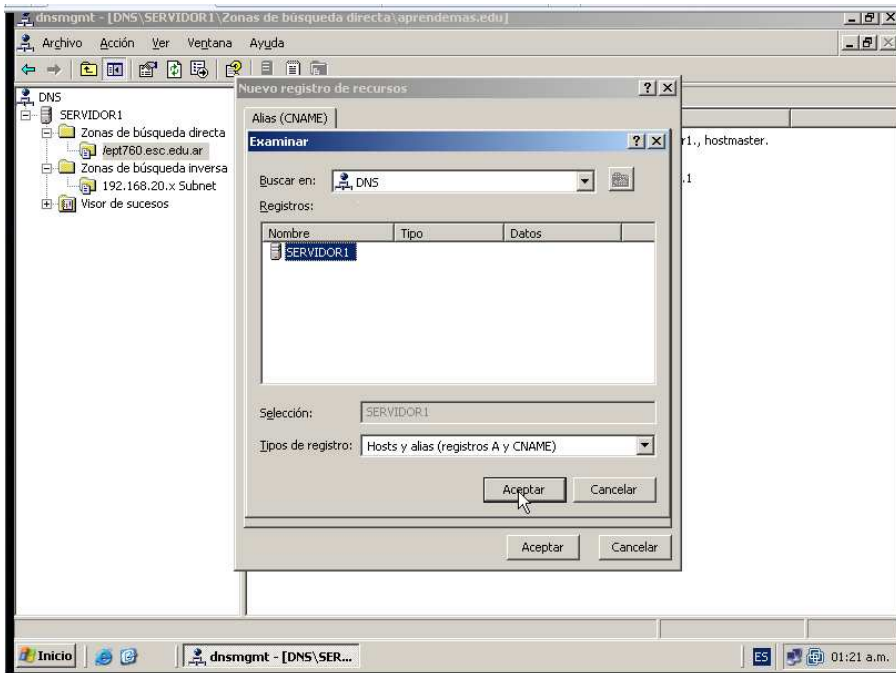 dnsmgmt - [DNS\SERVIDOR1\Zonas de búsqueda directa\aprendemas.edu]
Archivo Acción Ver Ventana Ayuda
DNS
SERVIDOR1
Zonas de búsqueda directa
/ept760.esc.edu.ar
Zonas de búsqueda inversa
192.168.20.x Subnet
Visor de sucesos
r1., hostmaster.
.1
Nuevo registro de recursos
Alias (CNAME)
Examinar
Buscar en: DNS
Registros:
Nombre Tipo Datos
SERVIDOR1
Selección: SERVIDOR1
Tipos de registro: Hosts y alias (registros A y CNAME)
Aceptar Cancelar
Aceptar Cancelar
Inicio dnsmgmt - [DNS\SER... ES 01:21 a.m.